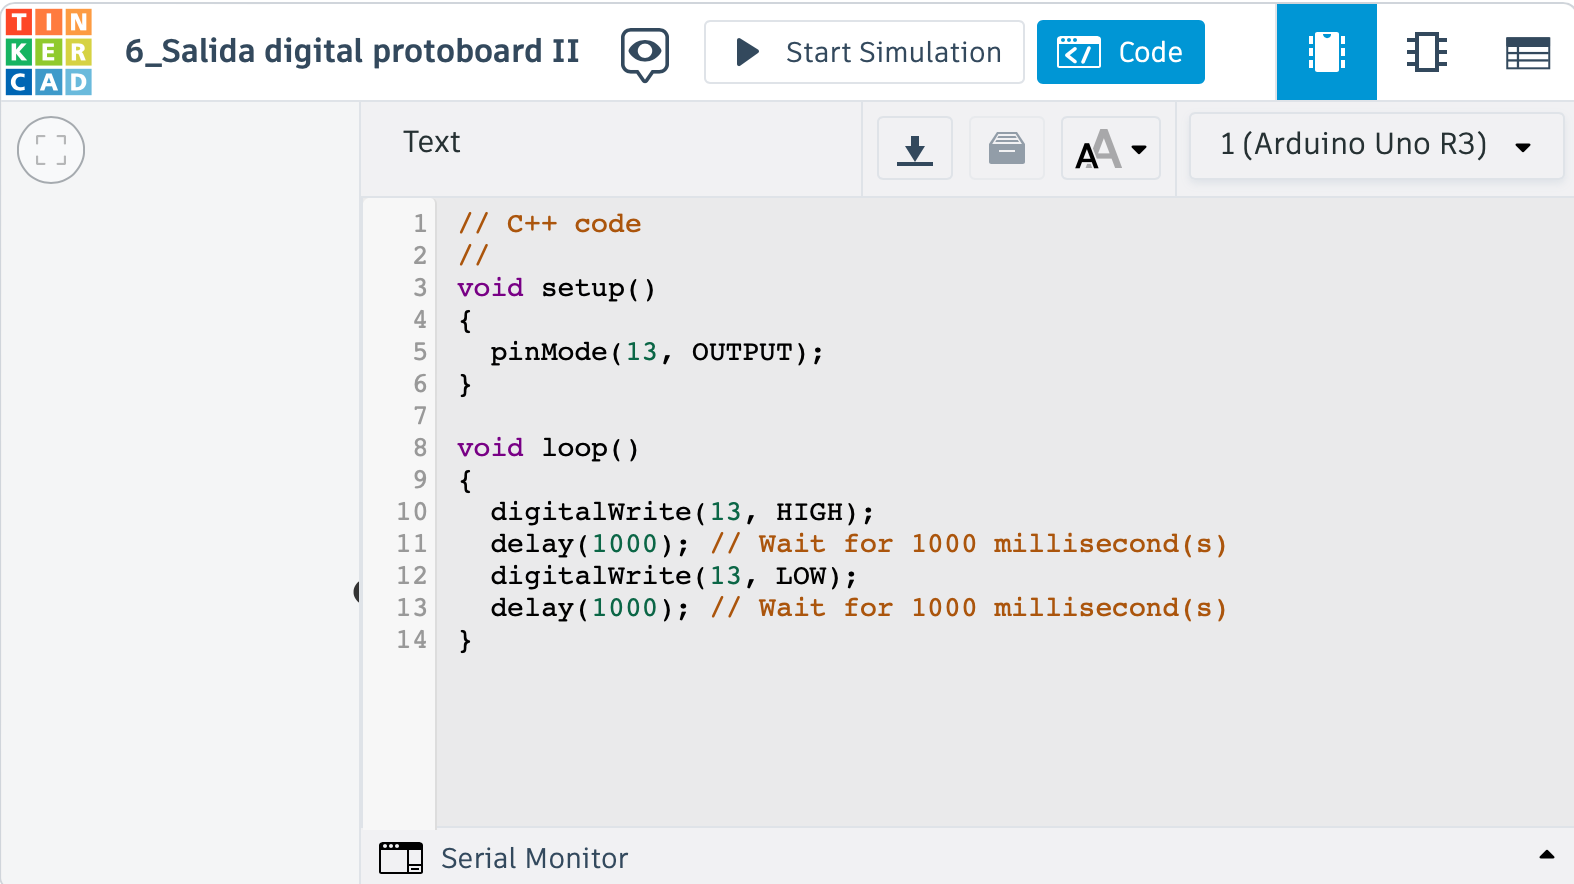 TIN
KER
CAD
6_Salida digital protoboard II
Start Simulation
Code
Text
AA
1 (Arduino Uno R3)
1 // C++ code
2 //
3 void setup()
4 {
5   pinMode(13, OUTPUT);
6 }
7
8 void loop()
9 {
10   digitalWrite(13, HIGH);
11   delay(1000); // Wait for 1000 millisecond(s)
12   digitalWrite(13, LOW);
13   delay(1000); // Wait for 1000 millisecond(s)
14 }
Serial Monitor